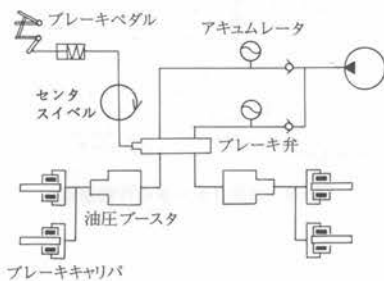 ブレーキペダル
アキュムレータ
センタ
スイベル
ブレーキ弁
油圧ブースタ
ブレーキキャリパ